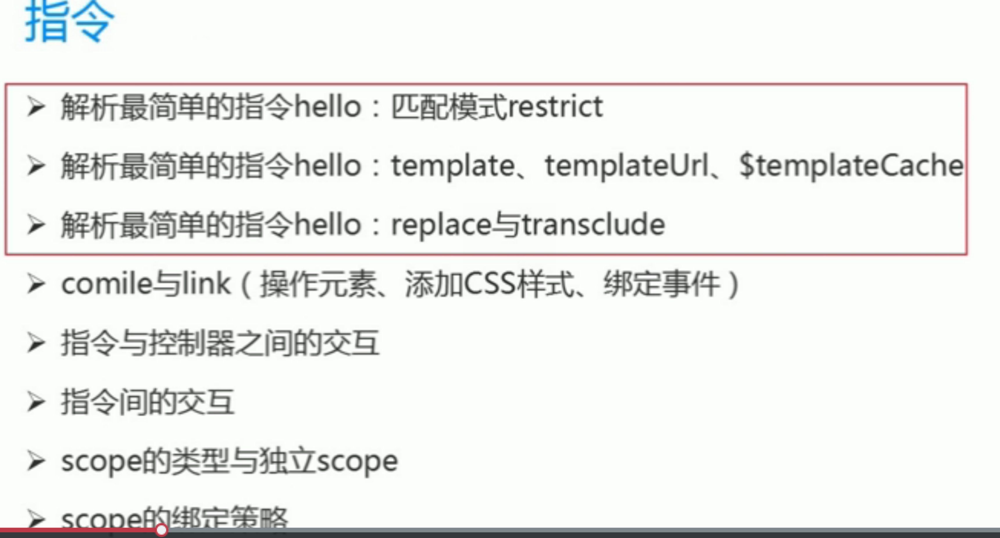 指令
解析最简单的指令hello：匹配模式restrict
解析最简单的指令hello：template、templateUrl、$templateCache
解析最简单的指令hello：replace与transclude
comile与link（操作元素、添加CSS样式、绑定事件）
指令与控制器之间的交互
指令间的交互
scope的类型与独立scope
scope的绑定策略